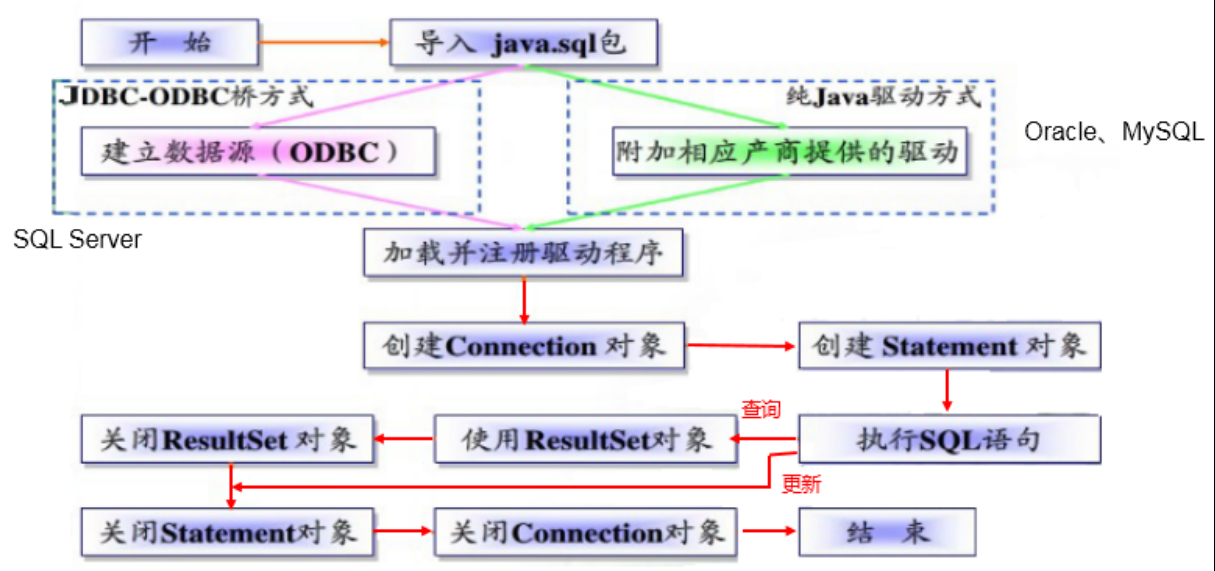 开 始
导入 java.sql包
JDBC-ODBC桥方式
纯Java驱动方式
建立数据源（ODBC）
附加相应产商提供的驱动
Oracle、MySQL
SQL Server
加载并注册驱动程序
创建Connection 对象
创建 Statement 对象
查询
关闭ResultSet 对象
使用ResultSet对象
执行SQL语句
更新
关闭Statement对象
关闭Connection对象
结 束